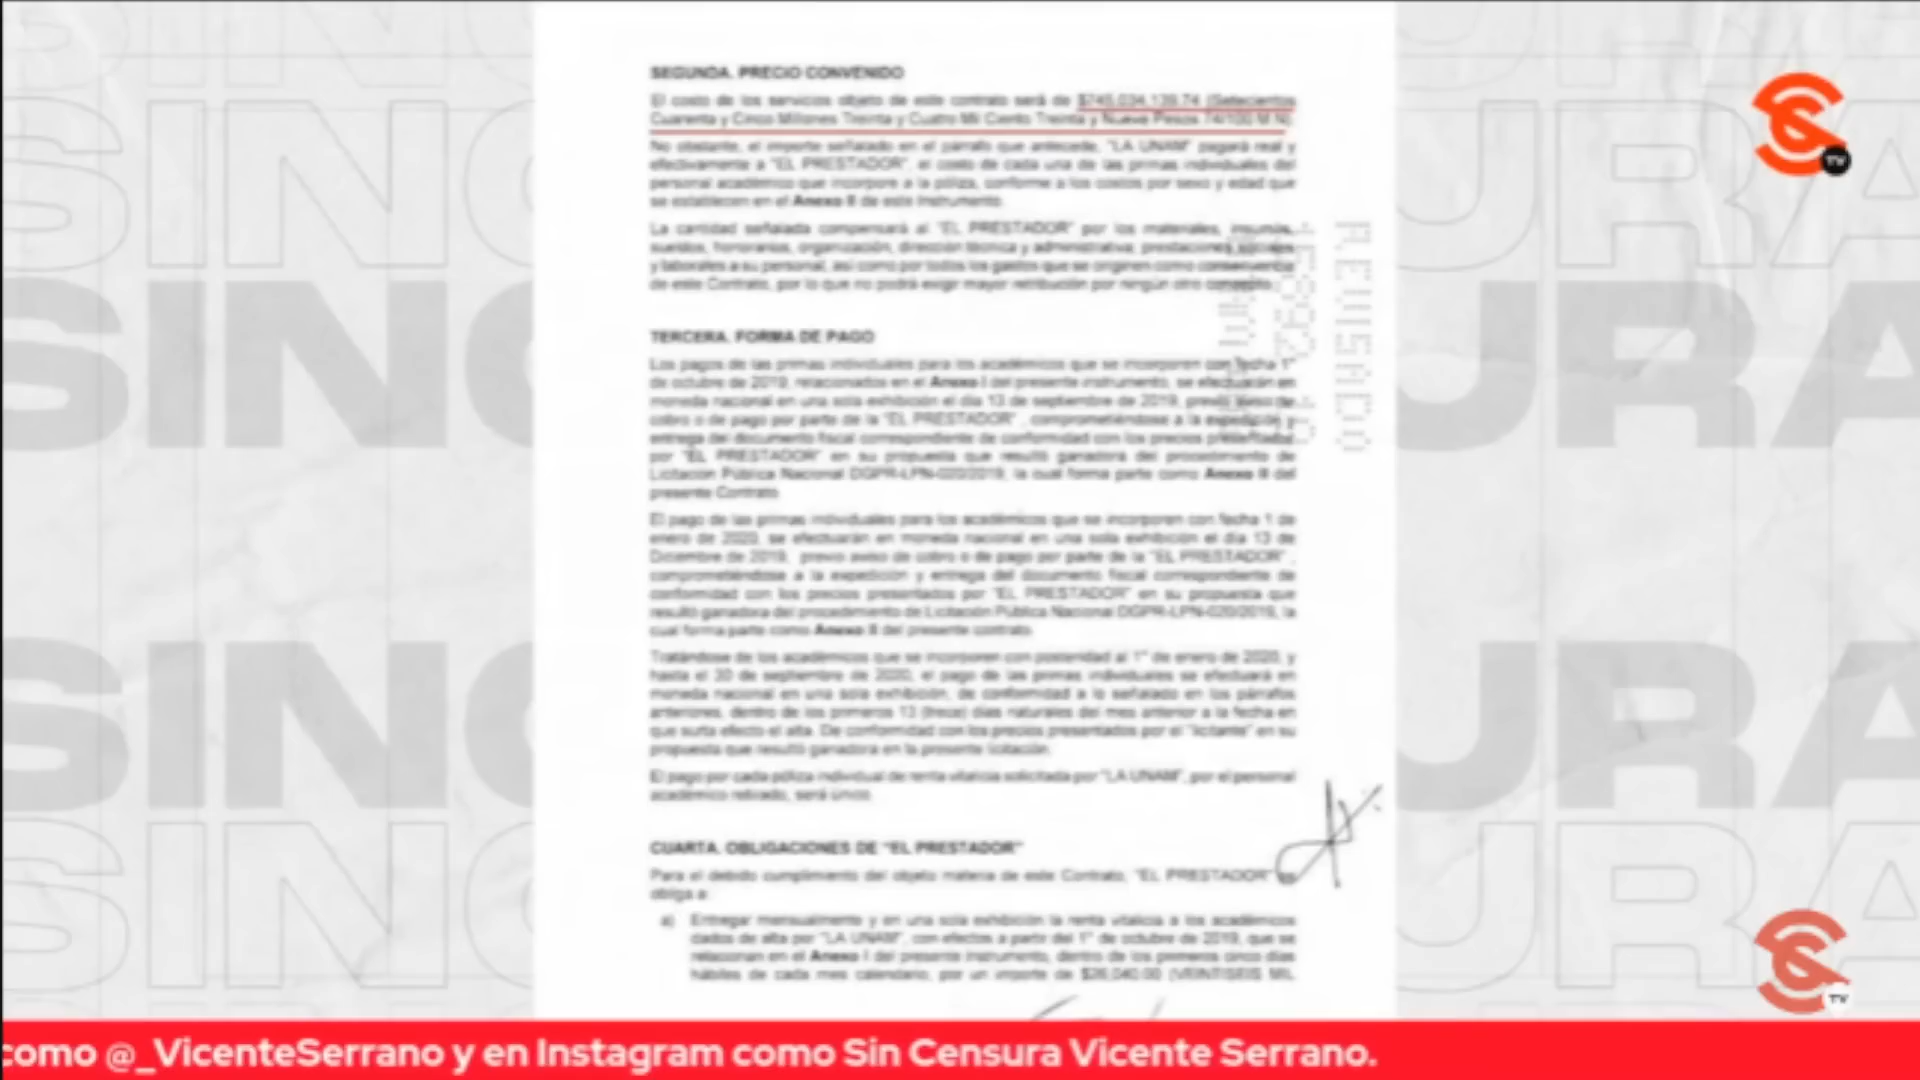 SEGUNDA. PRECIO CONVENIDO
El costo de los servicios objeto de este contrato será de $745,034,139.74 (Setecientos
Cuarenta y Cinco Millones Treinta y Cuatro Mil Ciento Treinta y Nueve Pesos 74/100 M.N).
No obstante, el importe señalado en el párrafo que antecede, "LA UNAM" pagará real y
efectivamente a "EL PRESTADOR", el costo de cada una de las primas individuales del
personal académico que incorpore a la póliza, conforme a los costos por sexo y edad que
se establecen en el Anexo II de este Instrumento.
La cantidad señalada compensará al "EL PRESTADOR" por los materiales, insumos,
sueldos, honorarios, organización, dirección técnica y administrativa; prestaciones sociales
y laborales a su personal, así como por todos los gastos que se originen como consecuencia
de este Contrato, por lo que no podrá exigir mayor retribución por ningún otro concepto.
TERCERA. FORMA DE PAGO
Los pagos de las primas individuales para los académicos que se incorporen con fecha 1°
de octubre de 2019, relacionados en el Anexo I del presente instrumento, se efectuarán en
moneda nacional en una sola exhibición el día 13 de septiembre de 2019, previo aviso de
cobro o de pago por parte de la "EL PRESTADOR", comprometiéndose a la expedición y
entrega del documento fiscal correspondiente de conformidad con los precios presentados
por "EL PRESTADOR" en su propuesta que resultó ganadora del procedimiento de
Licitación Pública Nacional DGPR-LPN-020/2019, la cual forma parte como Anexo II del
presente Contrato.
El pago de las primas individuales para los académicos que se incorporen con fecha 1 de
enero de 2020, se efectuarán en moneda nacional en una sola exhibición el día 13 de
Diciembre de 2019, previo aviso de cobro o de pago por parte de la "EL PRESTADOR",
comprometiéndose a la expedición y entrega del documento fiscal correspondiente de
conformidad con los precios presentados por "EL PRESTADOR" en su propuesta que
resultó ganadora del procedimiento de Licitación Pública Nacional DGPR-LPN-020/2019, la
cual forma parte como Anexo II del presente contrato.
Tratándose de los académicos que se incorporen con posteridad al 1° de enero de 2020, y
hasta el 30 de septiembre de 2020, el pago de las primas individuales se efectuará en
moneda nacional en una sola exhibición, de conformidad a lo señalado en los párrafos
anteriores, dentro de los primeros 13 (trece) días naturales del mes anterior a la fecha en
que surta efecto el alta. De conformidad con los precios presentados por el "licitante" en su
propuesta que resultó ganadora en la presente licitación.
El pago por cada póliza individual de renta vitalicia solicitada por "LA UNAM", por el personal
académico retirado, será único.
CUARTA. OBLIGACIONES DE "EL PRESTADOR"
Para el debido cumplimiento del objeto materia de este Contrato, "EL PRESTADOR" se
obliga a:
a) Entregar mensualmente y en una sola exhibición la renta vitalicia a los académicos
dados de alta por "LA UNAM", con efectos a partir del 1° de octubre de 2019, que se
relacionan en el Anexo I del presente instrumento, dentro de los primeros cinco días
hábiles de cada mes calendario, por un importe de $26,040.00 (VEINTISEIS MIL
TV
TV
como @_VicenteSerrano y en Instagram como Sin Censura Vicente Serrano.